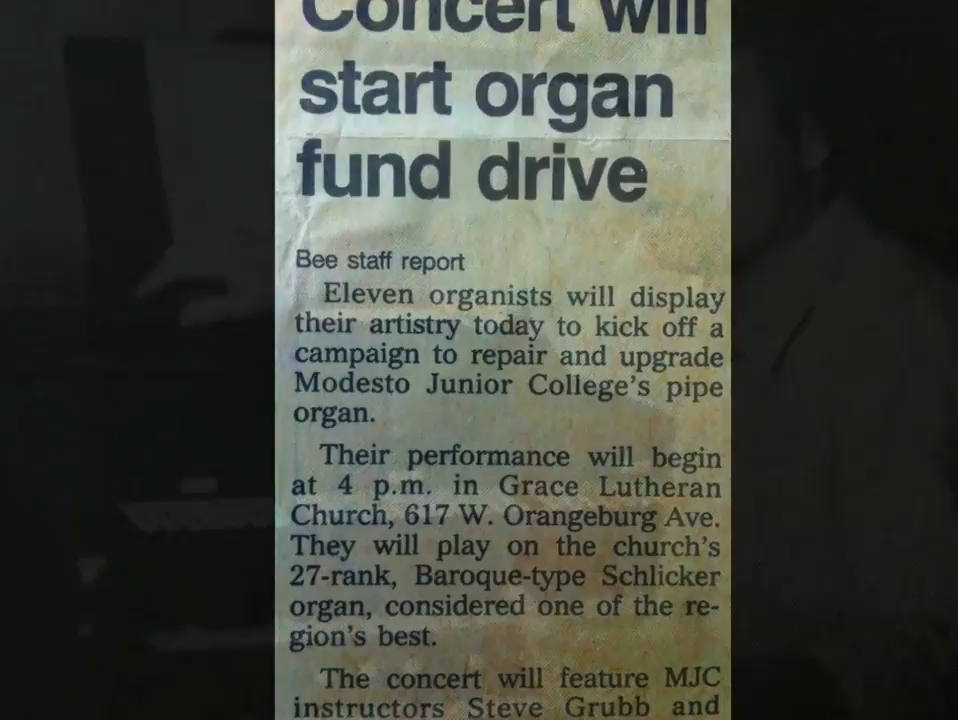 Concert will
start organ
fund drive
Bee staff report
Eleven organists will display
their artistry today to kick off a
campaign to repair and upgrade
Modesto Junior College's pipe
organ.
Their performance will begin
at 4 p.m. in Grace Lutheran
Church, 617 W. Orangeburg Ave.
They will play on the church's
27-rank, Baroque-type Schlicker
organ, considered one of the re-
gion's best.
The concert will feature MJC
instructors Steve Grubb and